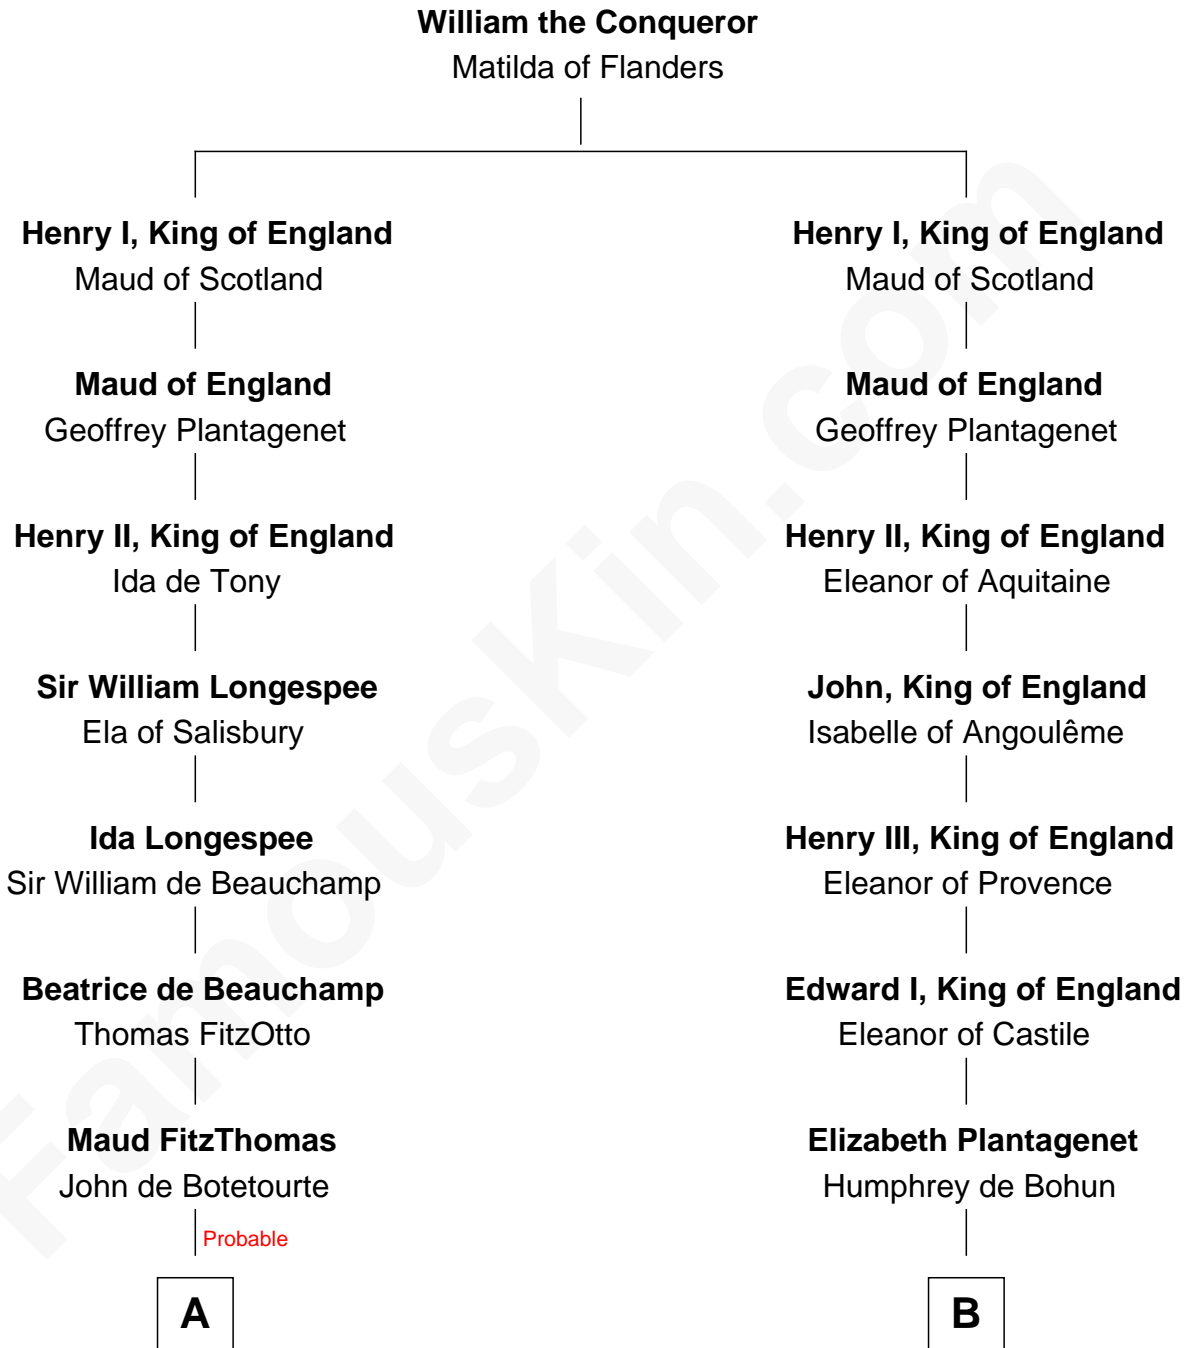 William the Conqueror
Matilda of Flanders
Henry I, King of England
Maud of Scotland
Maud of England
Geoffrey Plantagenet
Henry II, King of England
Ida de Tony
Sir William Longespee
Ela of Salisbury
Ida Longespee
Sir William de Beauchamp
Beatrice de Beauchamp
Thomas FitzOtto
Maud FitzThomas
John de Botetourte
Probable
A
Henry I, King of England
Maud of Scotland
Maud of England
Geoffrey Plantagenet
Henry II, King of England
Eleanor of Aquitaine
John, King of England
Isabelle of Angoulême
Henry III, King of England
Eleanor of Provence
Edward I, King of England
Eleanor of Castile
Elizabeth Plantagenet
Humphrey de Bohun
B
FamousKin.com